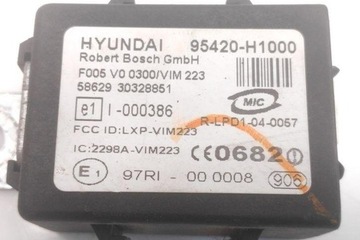 HYUNDAI 95420-H1000
Robert Bosch GmbH
F005 V0 0300/VIM 223
58629 30328851
e1 I-000386
MIC
R-LPD1-04-0057
FCC ID:LXP-VIM223
IC:2298A-VIM223
CE0682
E1 97RI - 00 0008 906